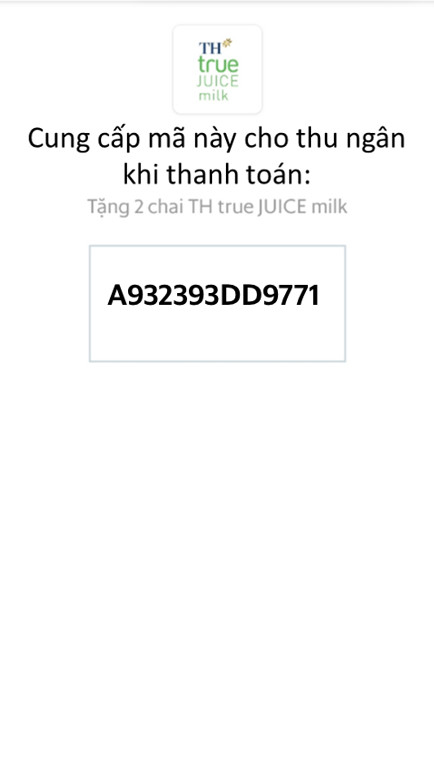 TH
true
JUICE
milk
Cung cấp mã này cho thu ngân
khi thanh toán:
Tặng 2 chai TH true JUICE milk
A932393DD9771